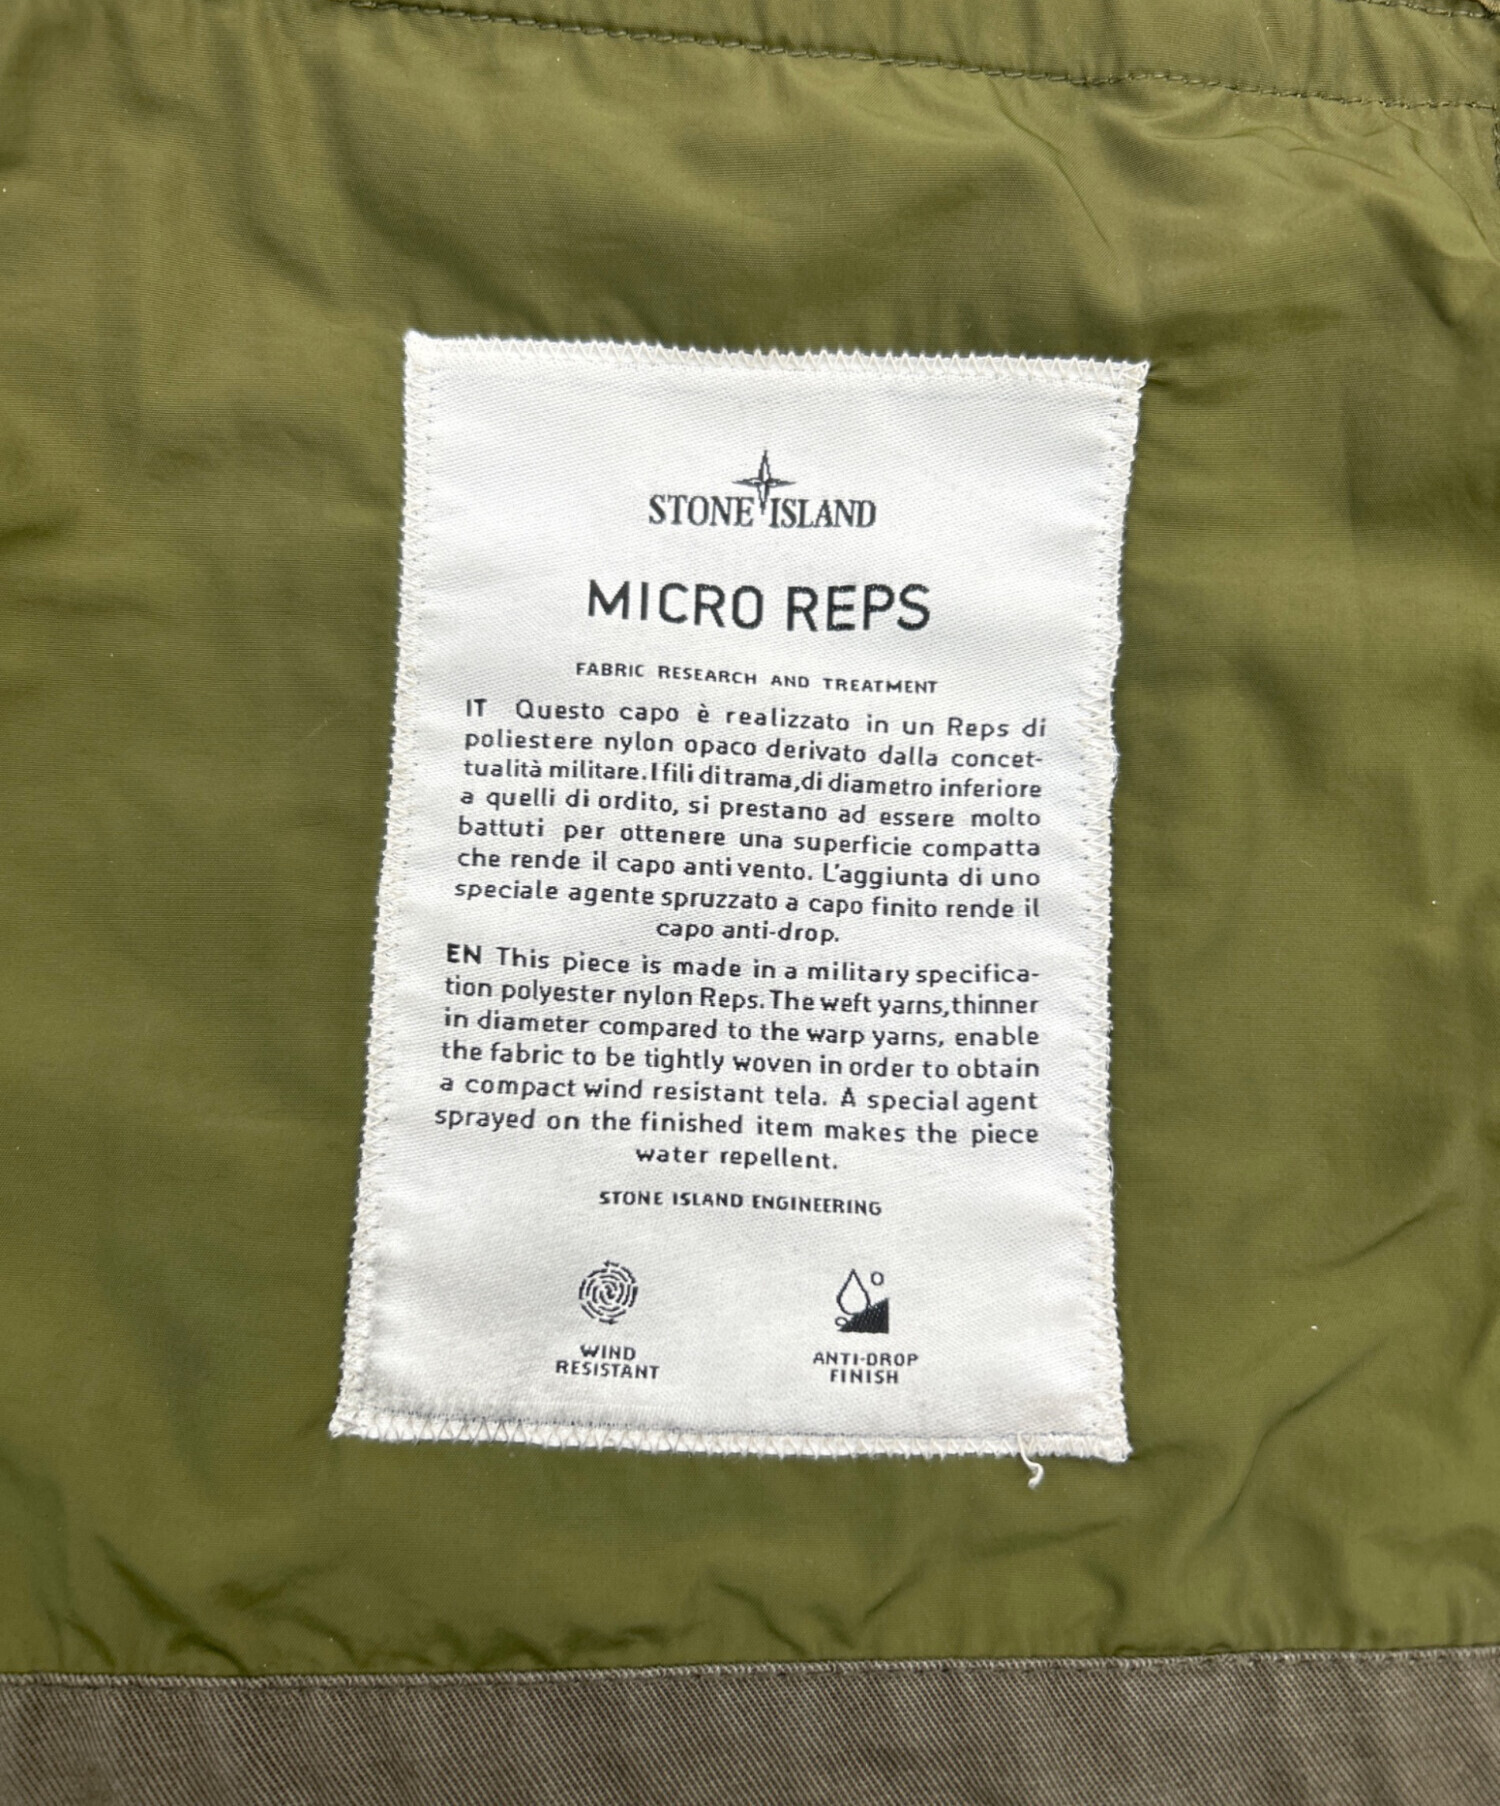 STONE ISLAND
MICRO REPS
FABRIC RESEARCH AND TREATMENT
IT Questo capo è realizzato in un Reps di
poliestere nylon opaco derivato dalla concet-
tualità militare. I fili di trama, di diametro inferiore
a quelli di ordito, si prestano ad essere molto
battuti per ottenere una superficie compatta
che rende il capo anti vento. L'aggiunta di uno
speciale agente spruzzato a capo finito rende il
capo anti-drop.
EN This piece is made in a military specifica-
tion polyester nylon Reps. The weft yarns, thinner
in diameter compared to the warp yarns, enable
the fabric to be tightly woven in order to obtain
a compact wind resistant tela. A special agent
sprayed on the finished item makes the piece
water repellent.
STONE ISLAND ENGINEERING
WIND
RESISTANT
ANTI-DROP
FINISH